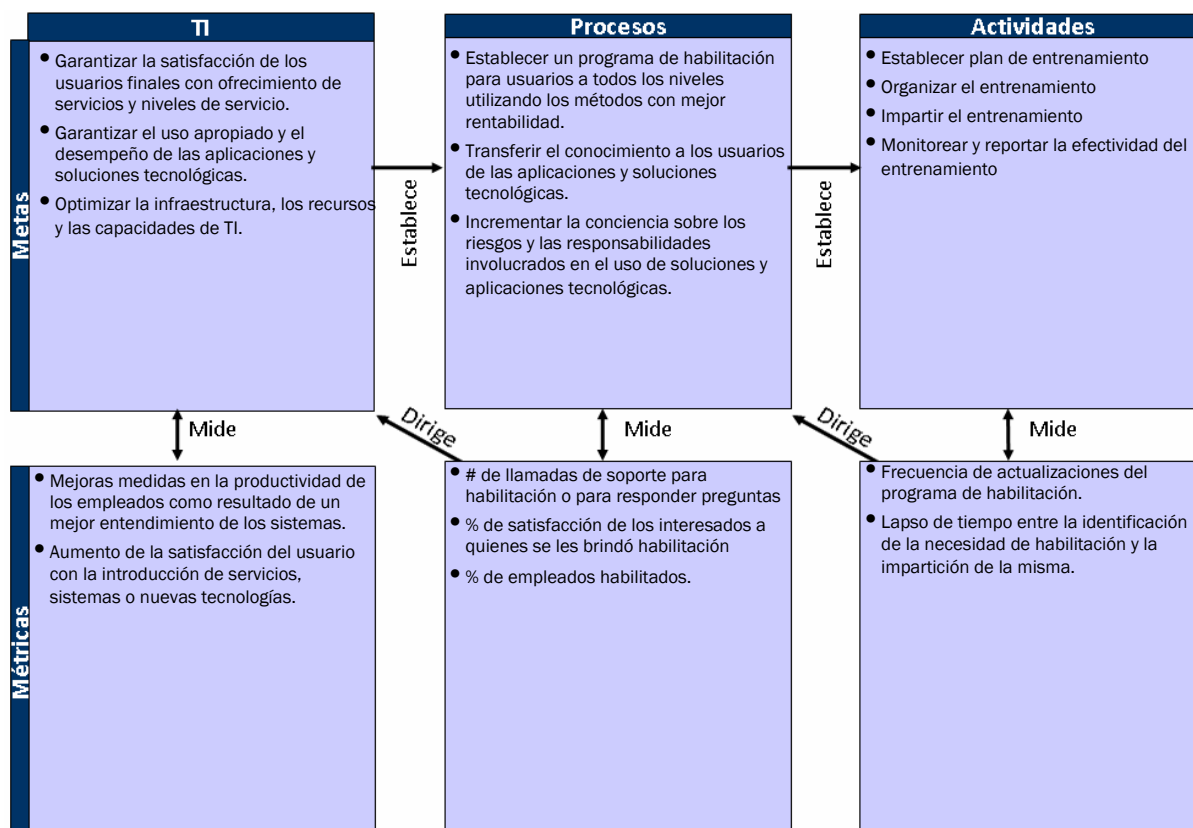 TI
Procesos
Actividades
Metas
• Garantizar la satisfacción de los
usuarios finales con ofrecimiento de
servicios y niveles de servicio.
• Garantizar el uso apropiado y el
desempeño de las aplicaciones y
soluciones tecnológicas.
• Optimizar la infraestructura, los recursos
y las capacidades de TI.
Establece
• Establecer un programa de habilitación
para usuarios a todos los niveles
utilizando los métodos con mejor
rentabilidad.
• Transferir el conocimiento a los usuarios
de las aplicaciones y soluciones
tecnológicas.
• Incrementar la conciencia sobre los
riesgos y las responsabilidades
involucrados en el uso de soluciones y
aplicaciones tecnológicas.
Establece
• Establecer plan de entrenamiento
• Organizar el entrenamiento
• Impartir el entrenamiento
• Monitorear y reportar la efectividad del
entrenamiento
Mide
Dirige
Mide
Dirige
Mide
Métricas
• Mejoras medidas en la productividad de
los empleados como resultado de un
mejor entendimiento de los sistemas.
• Aumento de la satisfacción del usuario
con la introducción de servicios,
sistemas o nuevas tecnologías.
• # de llamadas de soporte para
habilitación o para responder preguntas
• % de satisfacción de los interesados a
quienes se les brindó habilitación
• % de empleados habilitados.
• Frecuencia de actualizaciones del
programa de habilitación.
• Lapso de tiempo entre la identificación
de la necesidad de habilitación y la
impartición de la misma.